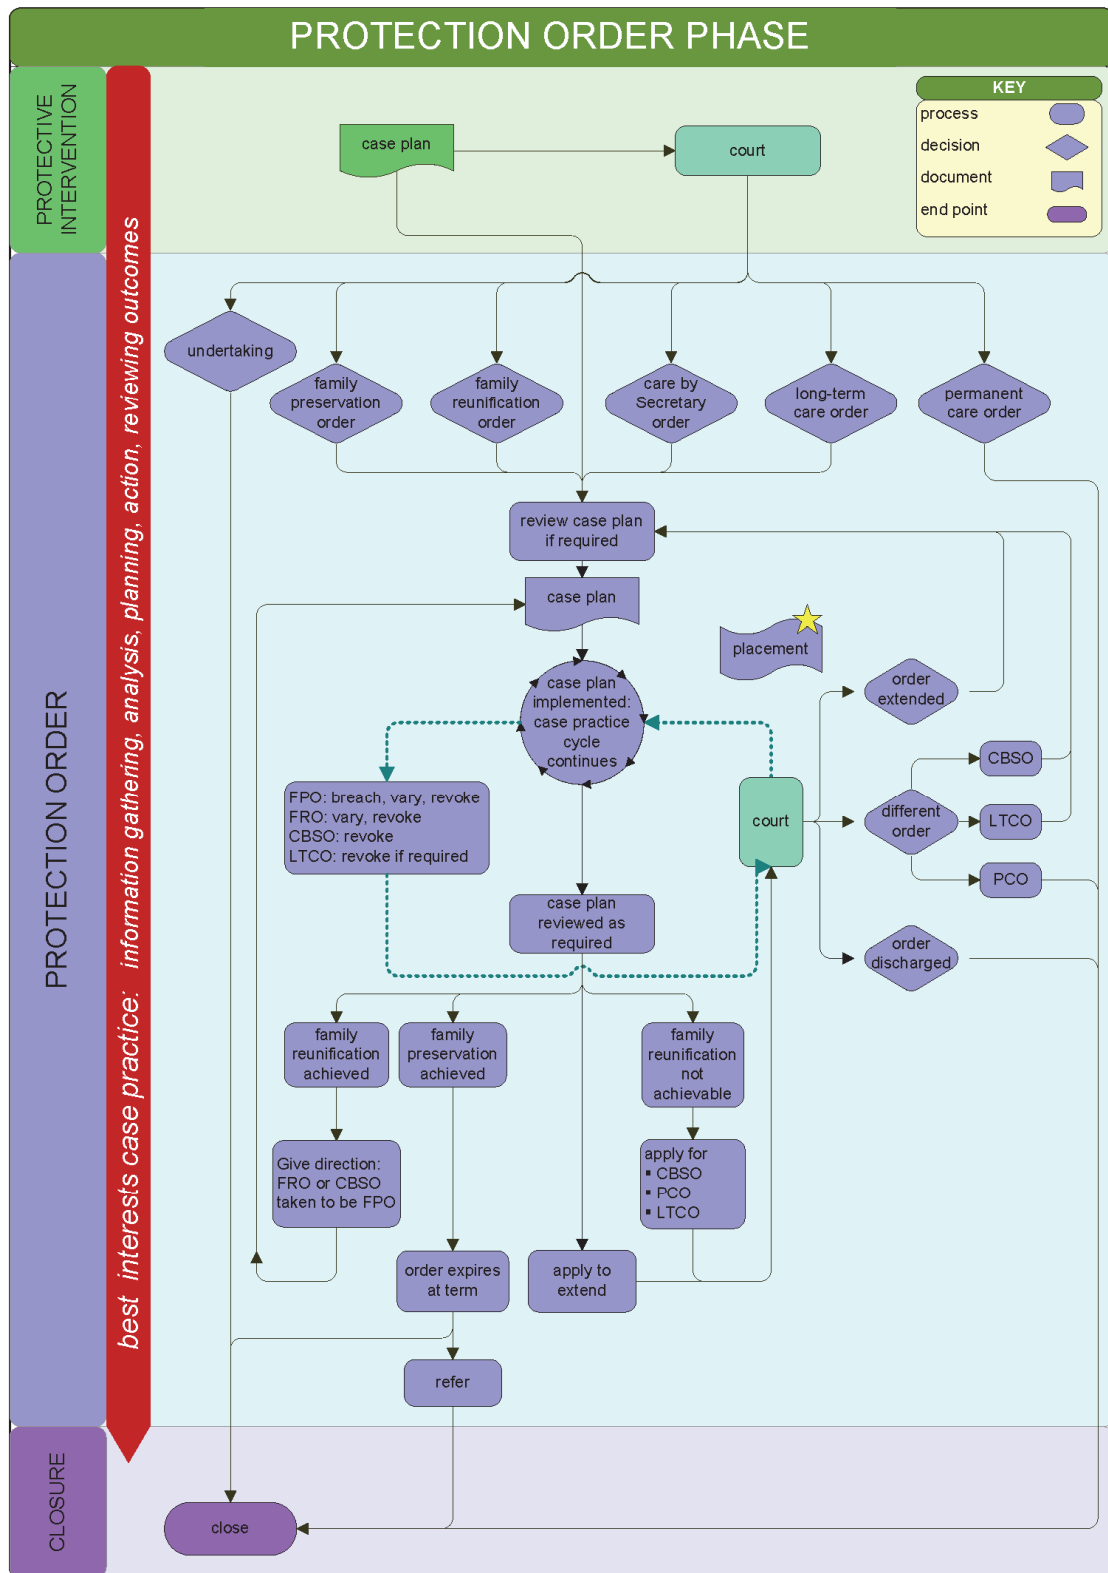 PROTECTION ORDER PHASE
PROTECTIVE
INTERVENTION
KEY
process
decision
document
end point
case plan
court
best interests case practice: information gathering, analysis, planning, action, reviewing outcomes
PROTECTION ORDER
undertaking
family
preservation
order
family
reunification
order
care by
Secretary
order
long-term
care order
permanent
care order
review case plan
if required
case plan
placement
case plan
implemented:
case practice
cycle
continues
order
extended
CBSO
FPO: breach, vary, revoke
FRO: vary, revoke
CBSO: revoke
LTCO: revoke if required
court
different
order
LTCO
PCO
case plan
reviewed as
required
order
discharged
family
reunification
achieved
family
preservation
achieved
family
reunification
not
achievable
Give direction:
FRO or CBSO
taken to be FPO
apply for
▪ CBSO
▪ PCO
▪ LTCO
order expires
at term
apply to
extend
refer
CLOSURE
close